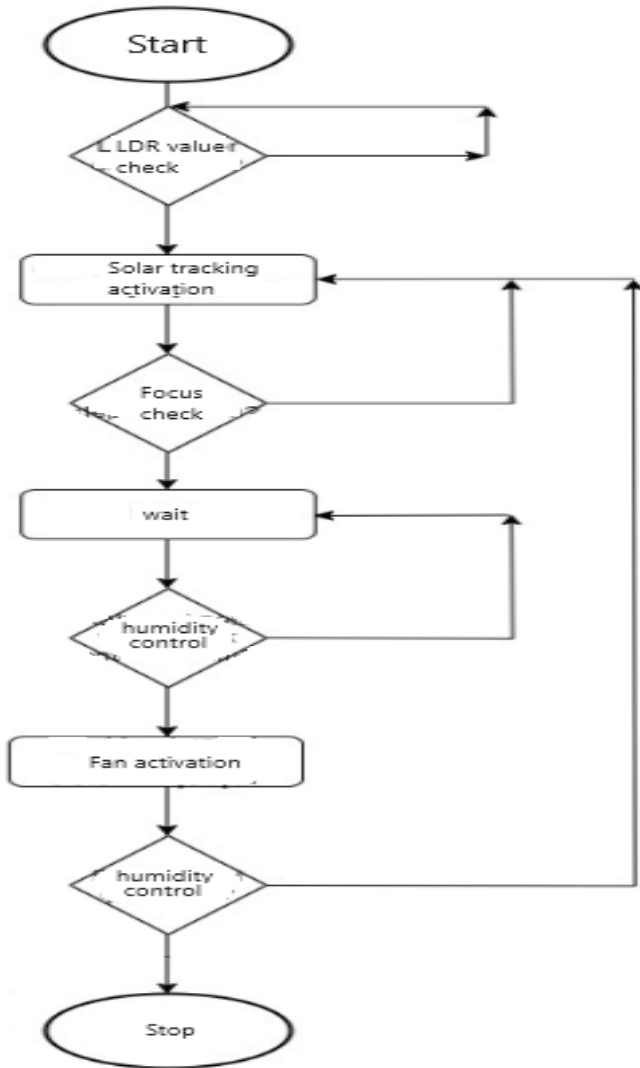 Start
LDR value
check
Solar tracking
activation
Focus
check
wait
humidity
control
Fan activation
humidity
control
Stop